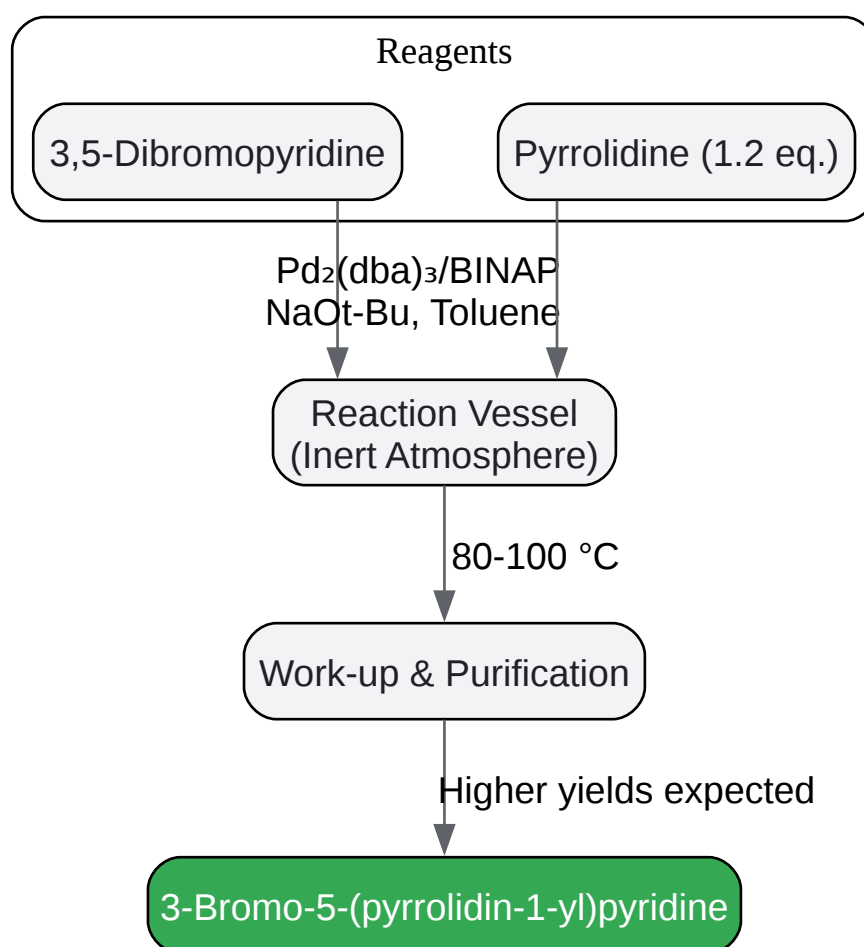 Reagents
3,5-Dibromopyridine
Pyrrolidine (1.2 eq.)
Pd₂(dba)₃/BINAP
NaOt-Bu, Toluene
Reaction Vessel
(Inert Atmosphere)
80-100 °C
Work-up & Purification
Higher yields expected
3-Bromo-5-(pyrrolidin-1-yl)pyridine